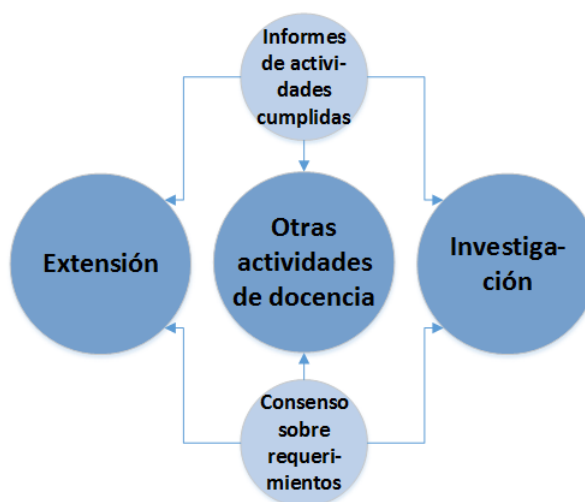 Informes
de activi-
dades
cumplidas
Extensión
Otras
actividades
de docencia
Investiga-
ción
Consenso
sobre
requeri-
mientos